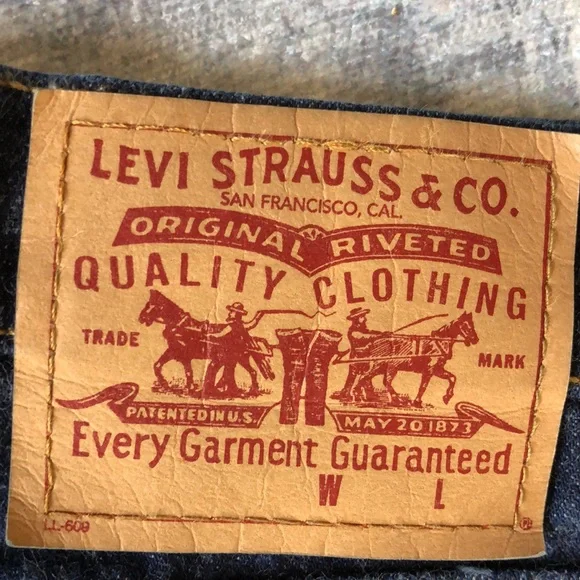 LEVI STRAUSS & CO.
SAN FRANCISCO, CAL.
ORIGINAL RIVETED
QUALITY CLOTHING
TRADE MARK
PATENTED IN U.S. MAY 20 1873
Every Garment Guaranteed
W L
LL-609